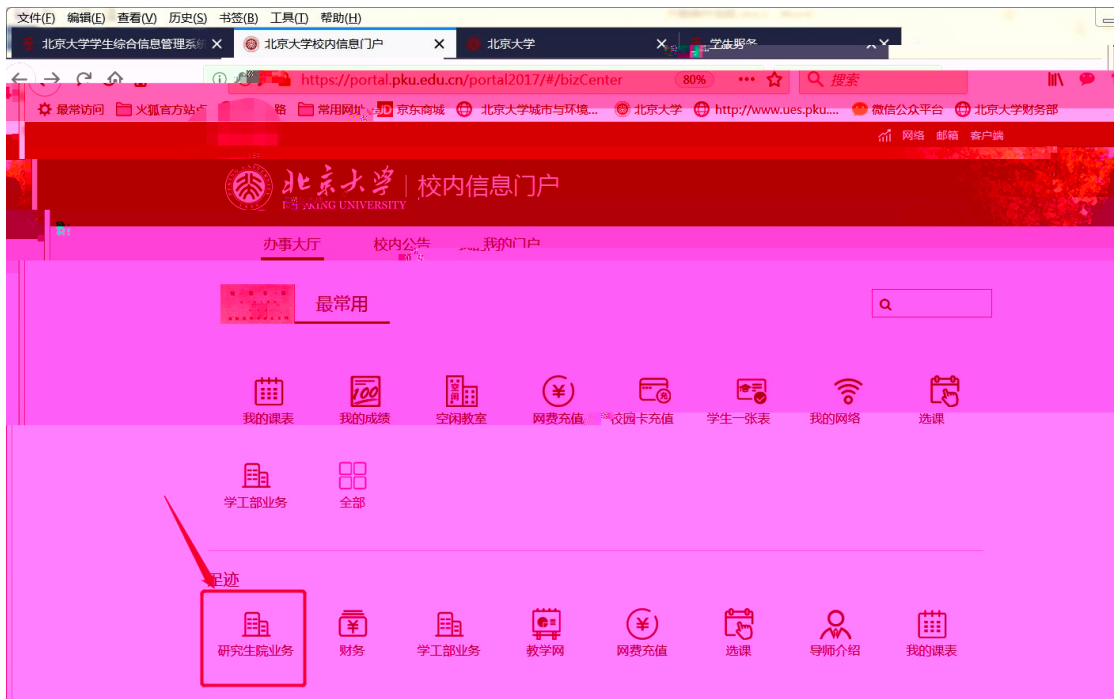 文件(F) 编辑(E) 查看(V) 历史(S) 书签(B) 工具(T) 帮助(H)
北京大学学生综合信息管理系统 × 北京大学校内信息门户 × 北京大学 × 学生服务 ×
https://portal.pku.edu.cn/portal2017/#/bizCenter 80% 搜索
最常访问 火狐官方站点 常用网址 JD 京东商城 北京大学城市与环境... 北京大学 http://www.ues.pku.... 微信公众平台 北京大学财务部
网络 邮箱 客户端
北京大学 校内信息门户
PEKING UNIVERSITY
办事大厅 校内公告 我的门户
最常用
我的课表 我的成绩 空闲教室 网费充值 校园卡充值 学生一张表 我的网络 选课
学工部业务 全部
足迹
研究生院业务 财务 学工部业务 教学网 网费充值 选课 导师介绍 我的课表